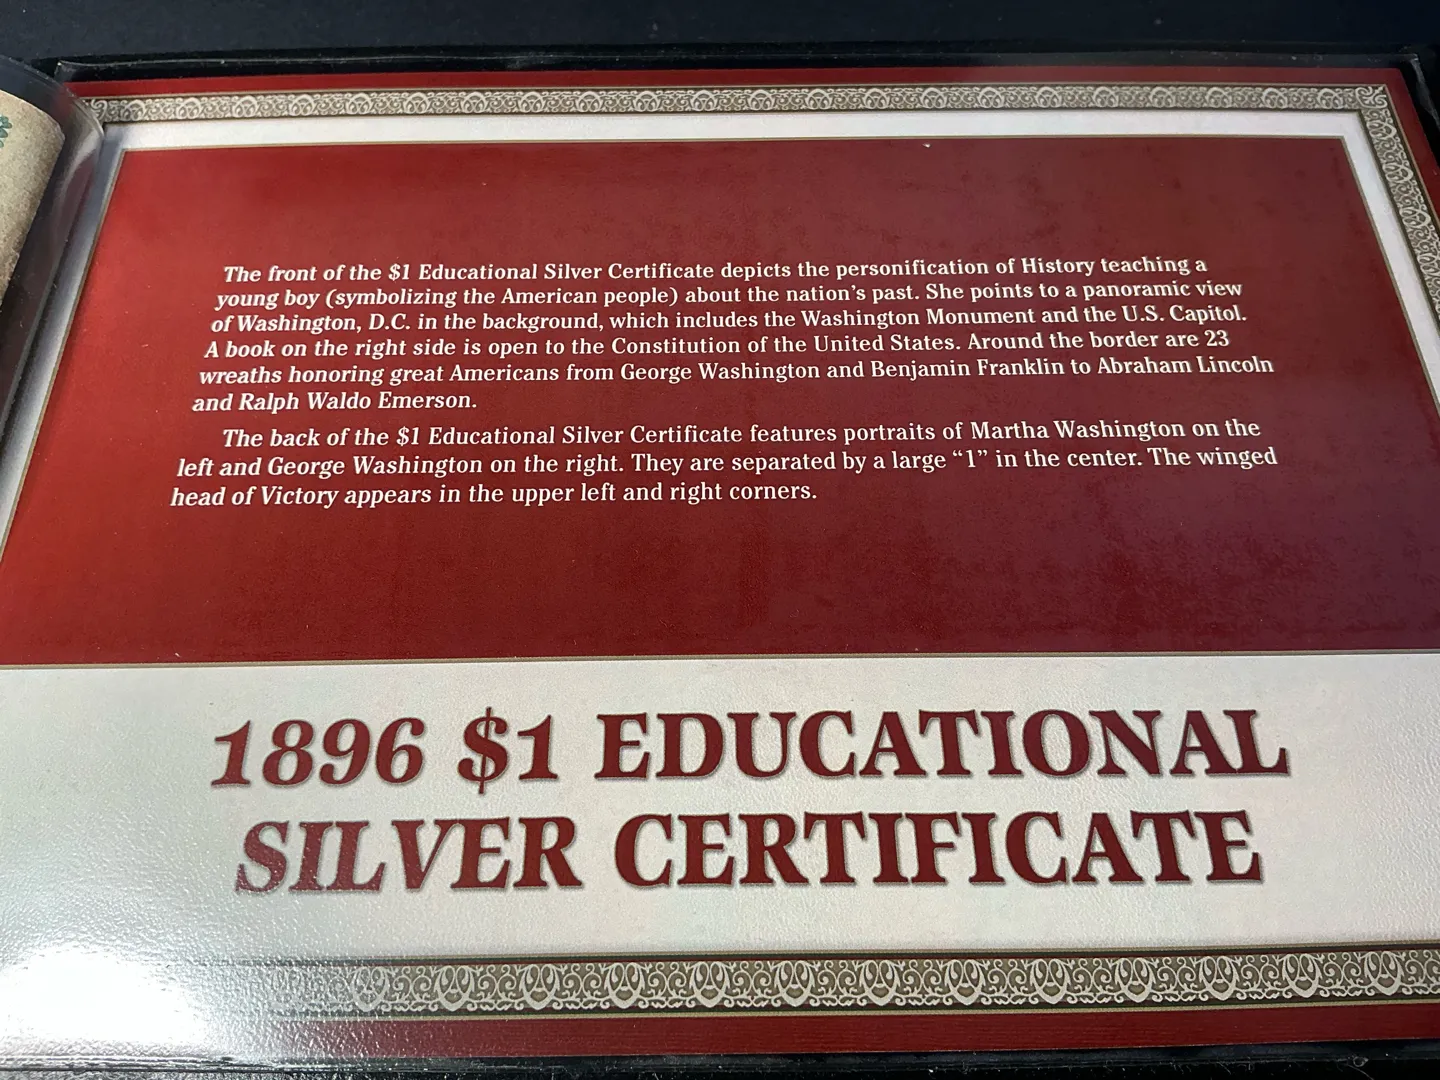 The front of the $1 Educational Silver Certificate depicts the personification of History teaching a
young boy (symbolizing the American people) about the nation's past. She points to a panoramic view
of Washington, D.C. in the background, which includes the Washington Monument and the U.S. Capitol.
A book on the right side is open to the Constitution of the United States. Around the border are 23
wreaths honoring great Americans from George Washington and Benjamin Franklin to Abraham Lincoln
and Ralph Waldo Emerson.
The back of the $1 Educational Silver Certificate features portraits of Martha Washington on the
left and George Washington on the right. They are separated by a large “1” in the center. The winged
head of Victory appears in the upper left and right corners.
1896 $1 EDUCATIONAL
SILVER CERTIFICATE